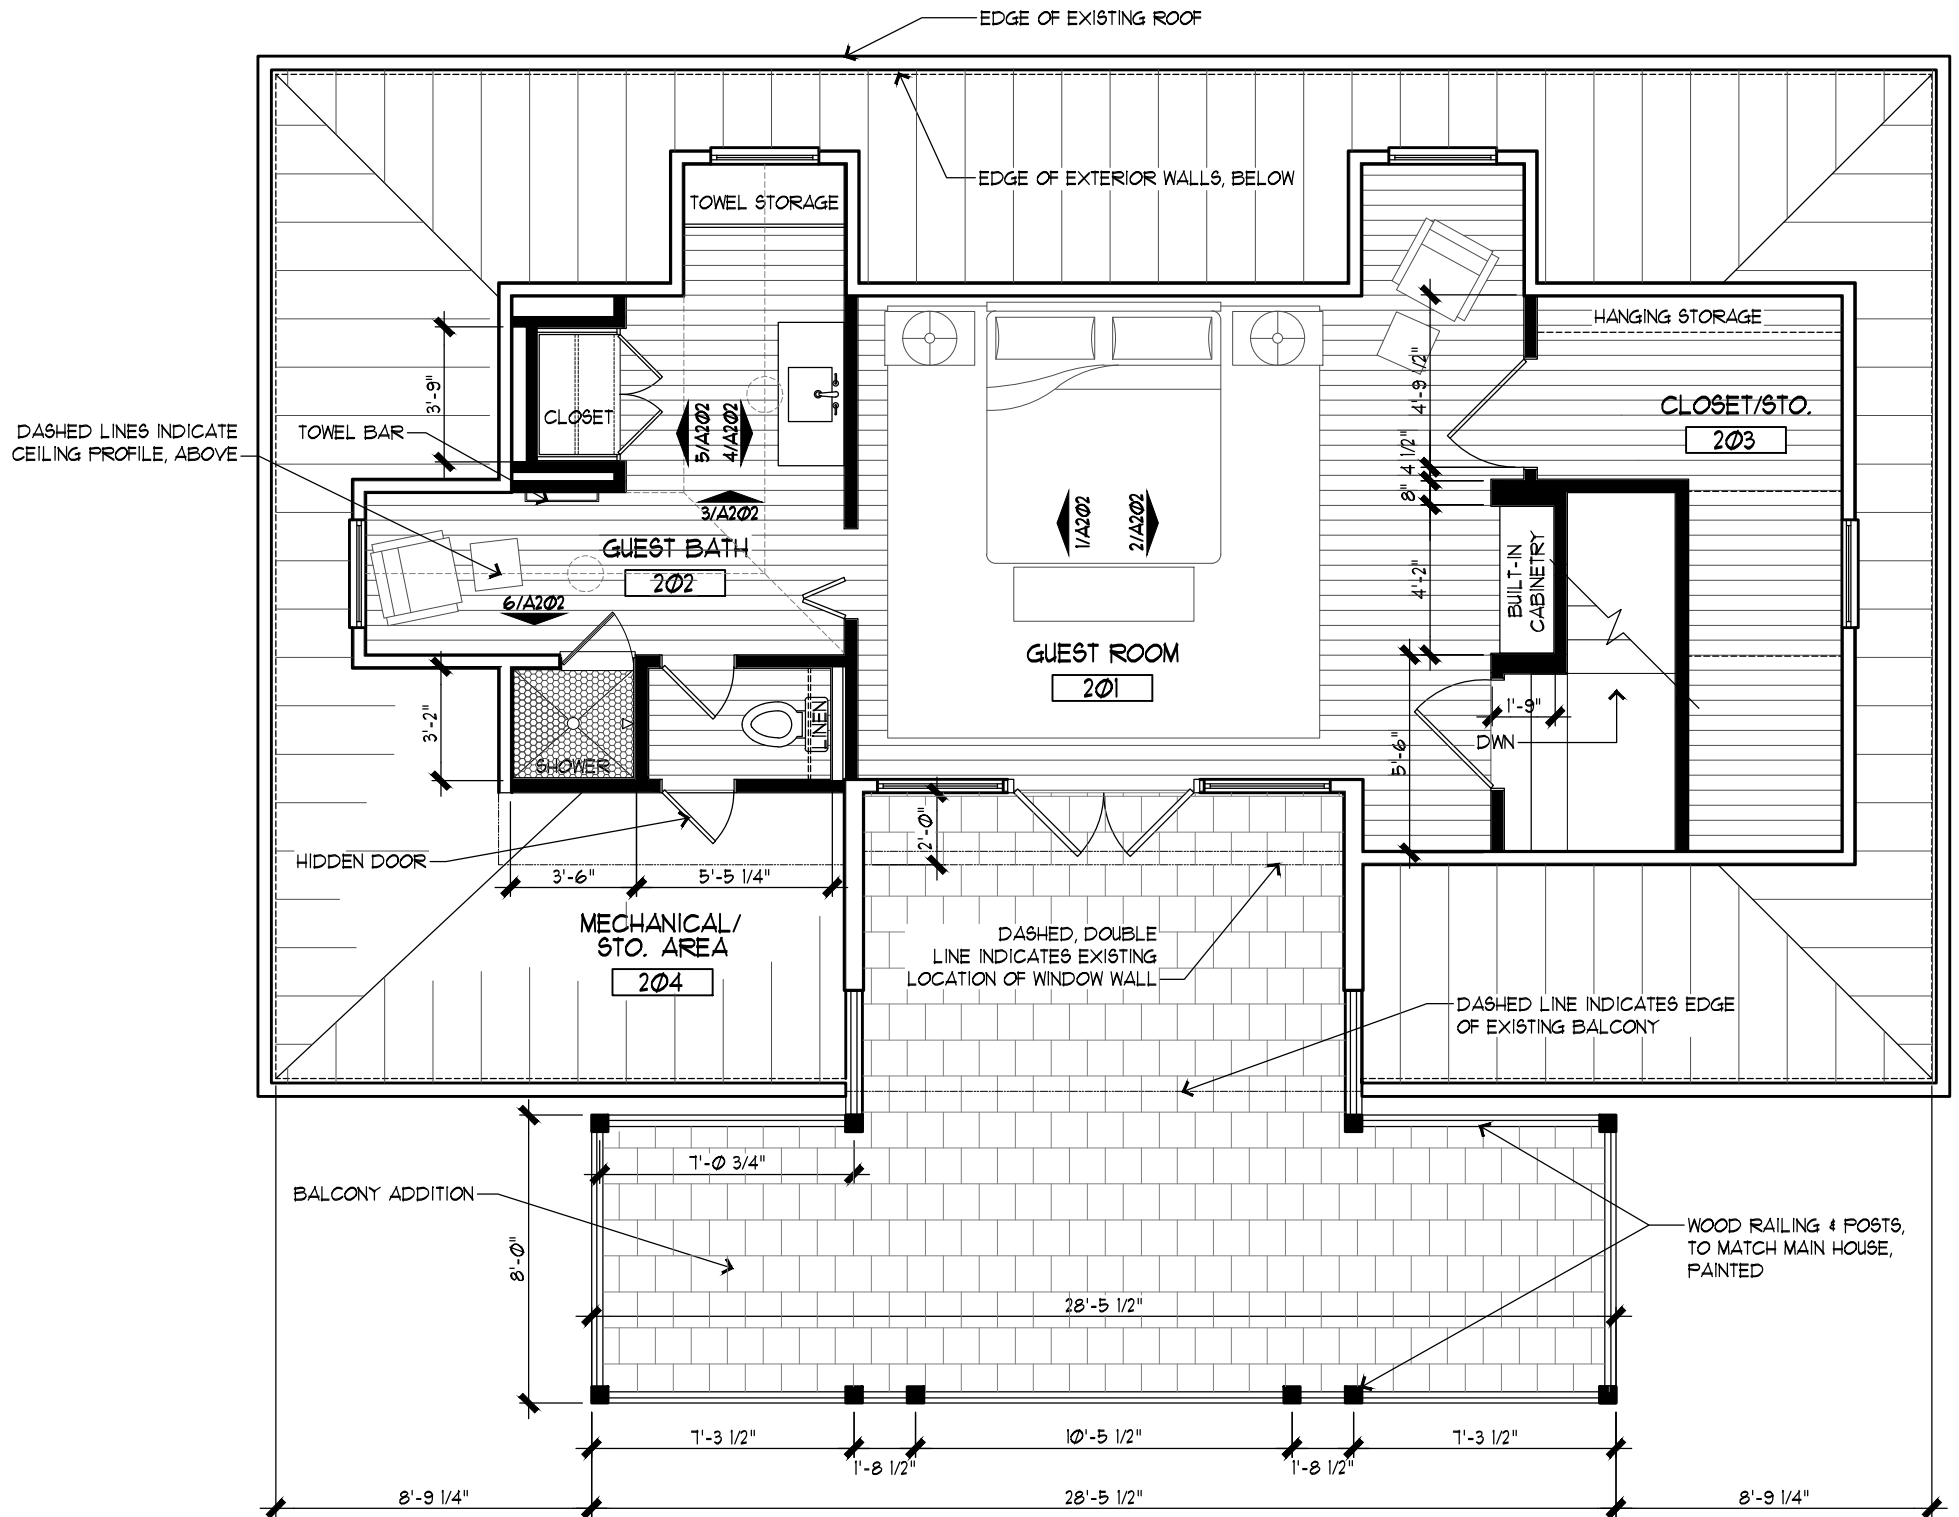 EDGE OF EXISTING ROOF
EDGE OF EXTERIOR WALLS, BELOW
TOWEL STORAGE
HANGING STORAGE
3'-9"
CLOSET
TOWEL BAR
DASHED LINES INDICATE
CEILING PROFILE, ABOVE
5/A202
4/A202
3/A202
4'-9 1/2"
4 1/2"
8"
CLOSET/STO.
203
1/A202
2/A202
GUEST BATH
202
6/A202
4'-2"
BUILT-IN
CABINETRY
GUEST ROOM
201
3'-2"
SHOWER
LINEN
1'-9"
DWN
5'-6"
2'-0"
HIDDEN DOOR
3'-6"
5'-5 1/4"
MECHANICAL/
STO. AREA
204
DASHED, DOUBLE
LINE INDICATES EXISTING
LOCATION OF WINDOW WALL
DASHED LINE INDICATES EDGE
OF EXISTING BALCONY
7'-0 3/4"
BALCONY ADDITION
8'-0"
WOOD RAILING & POSTS,
TO MATCH MAIN HOUSE,
PAINTED
28'-5 1/2"
7'-3 1/2"
1'-8 1/2"
10'-5 1/2"
1'-8 1/2"
7'-3 1/2"
8'-9 1/4"
28'-5 1/2"
8'-9 1/4"